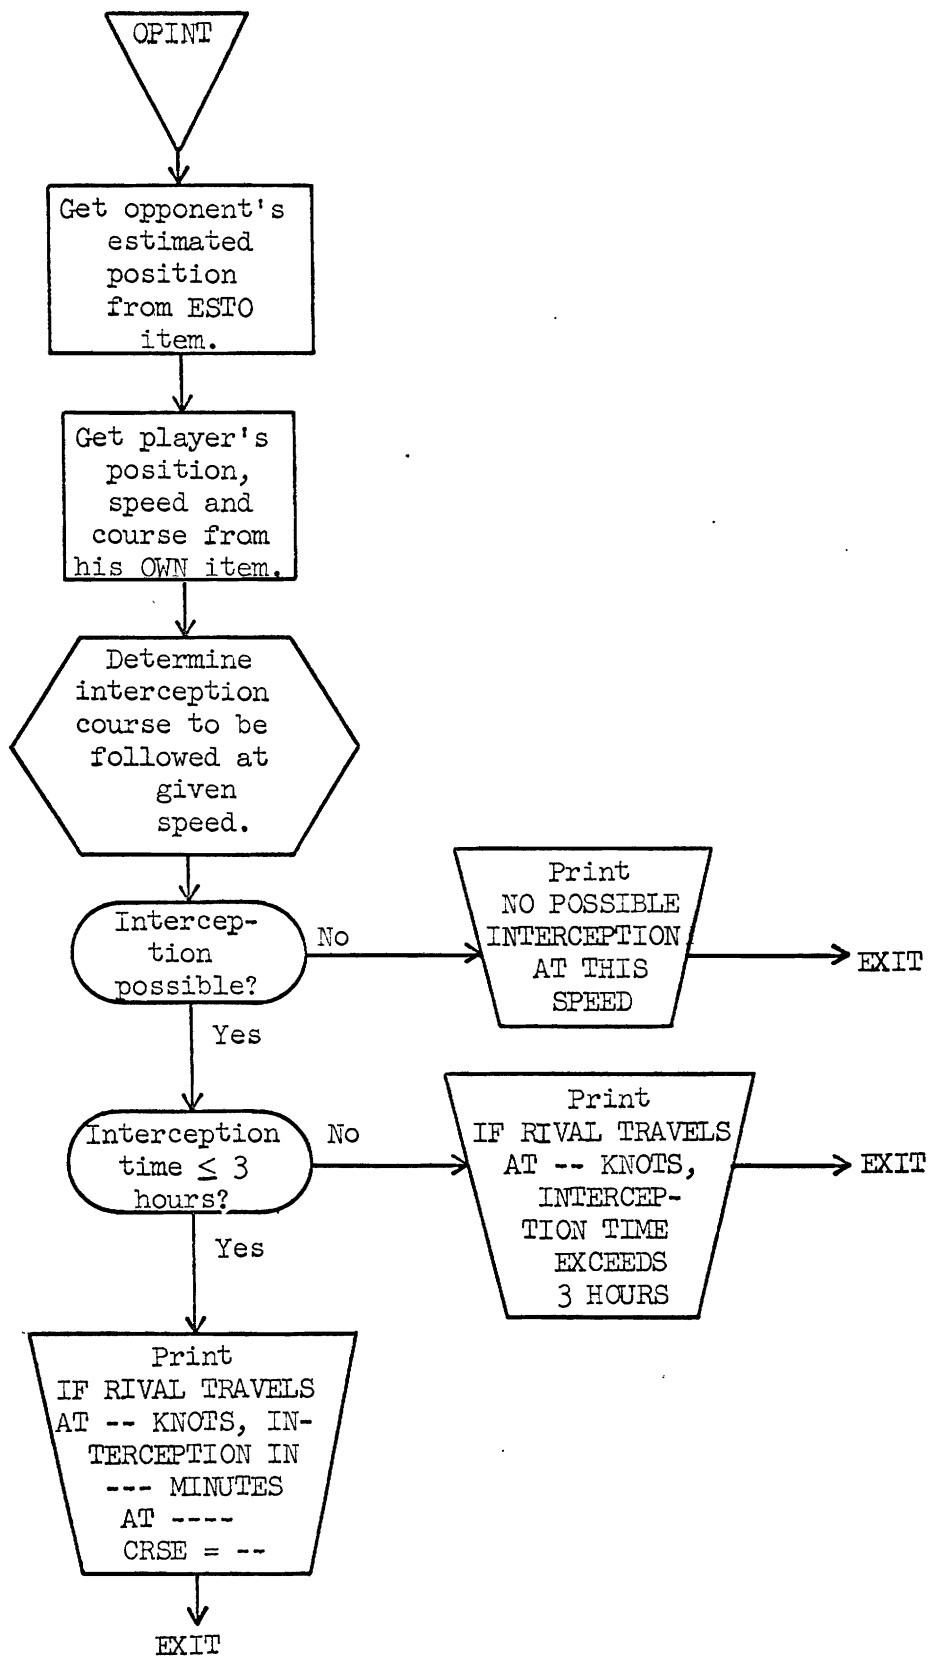 OPINT
Get opponent's
estimated
position
from ESTO
item.
Get player's
position,
speed and
course from
his OWN item.
Determine
interception
course to be
followed at
given
speed.
Intercep-
tion
possible?
No
Print
NO POSSIBLE
INTERCEPTION
AT THIS
SPEED
EXIT
Yes
Interception
time ≤ 3
hours?
No
Print
IF RIVAL TRAVELS
AT -- KNOTS,
INTERCEP-
TION TIME
EXCEEDS
3 HOURS
EXIT
Yes
Print
IF RIVAL TRAVELS
AT -- KNOTS, IN-
TERCEPTION IN
--- MINUTES
AT ----
CRSE = --
EXIT